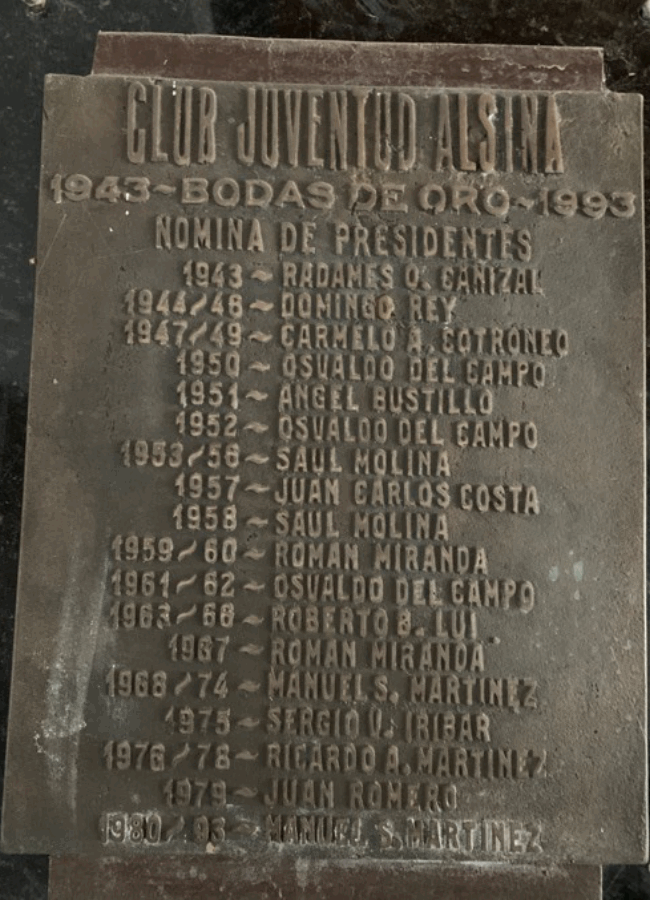 CLUB JUVENTUD ALSINA
1943~BODAS DE ORO~1993
NOMINA DE PRESIDENTES
1943 ~ RADAMES O. CAÑIZAL
1944/46 ~ DOMINGO REY
1947/49 ~ CARMELO A. COTRONEO
1950 ~ OSVALDO DEL CAMPO
1951 ~ ANGEL BUSTILLO
1952 ~ OSVALDO DEL CAMPO
1953/56 ~ SAUL MOLINA
1957 ~ JUAN CARLOS COSTA
1958 ~ SAUL MOLINA
1959/60 ~ ROMAN MIRANDA
1961/62 ~ OSVALDO DEL CAMPO
1963/66 ~ ROBERTO B. LUI
1967 ~ ROMAN MIRANDA
1968/74 ~ MANUEL S. MARTINEZ
1975 ~ SERGIO V. IRIBAR
1976/78 ~ RICARDO A. MARTINEZ
1979 ~ JUAN ROMERO
1980/93 ~ MANUEL S. MARTINEZ